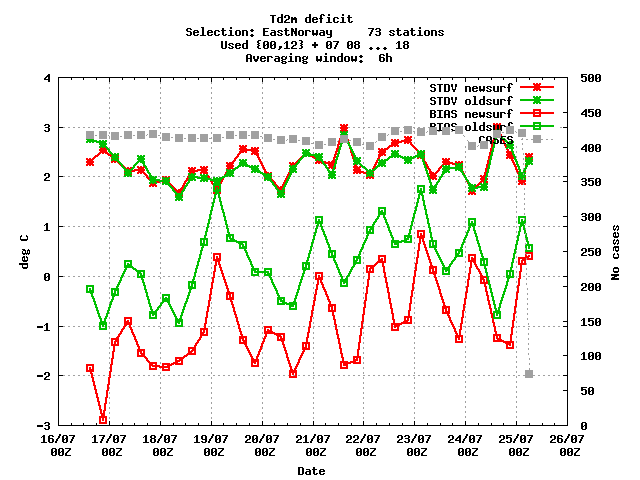 Td2m deficit
Selection: EastNorway     73 stations
Used {00,12} + 07 08 ... 18
Averaging window:  6h
STDV newsurf
STDV oldsurf
BIAS newsurf
BIAS oldsurf
CASES
deg C
4
3
2
1
0
-1
-2
-3
500
450
400
350
300
250
200
150
100
50
0
No cases
16/07 17/07 18/07 19/07 20/07 21/07 22/07 23/07 24/07 25/07 26/07
00Z 00Z 00Z 00Z 00Z 00Z 00Z 00Z 00Z 00Z 00Z
Date